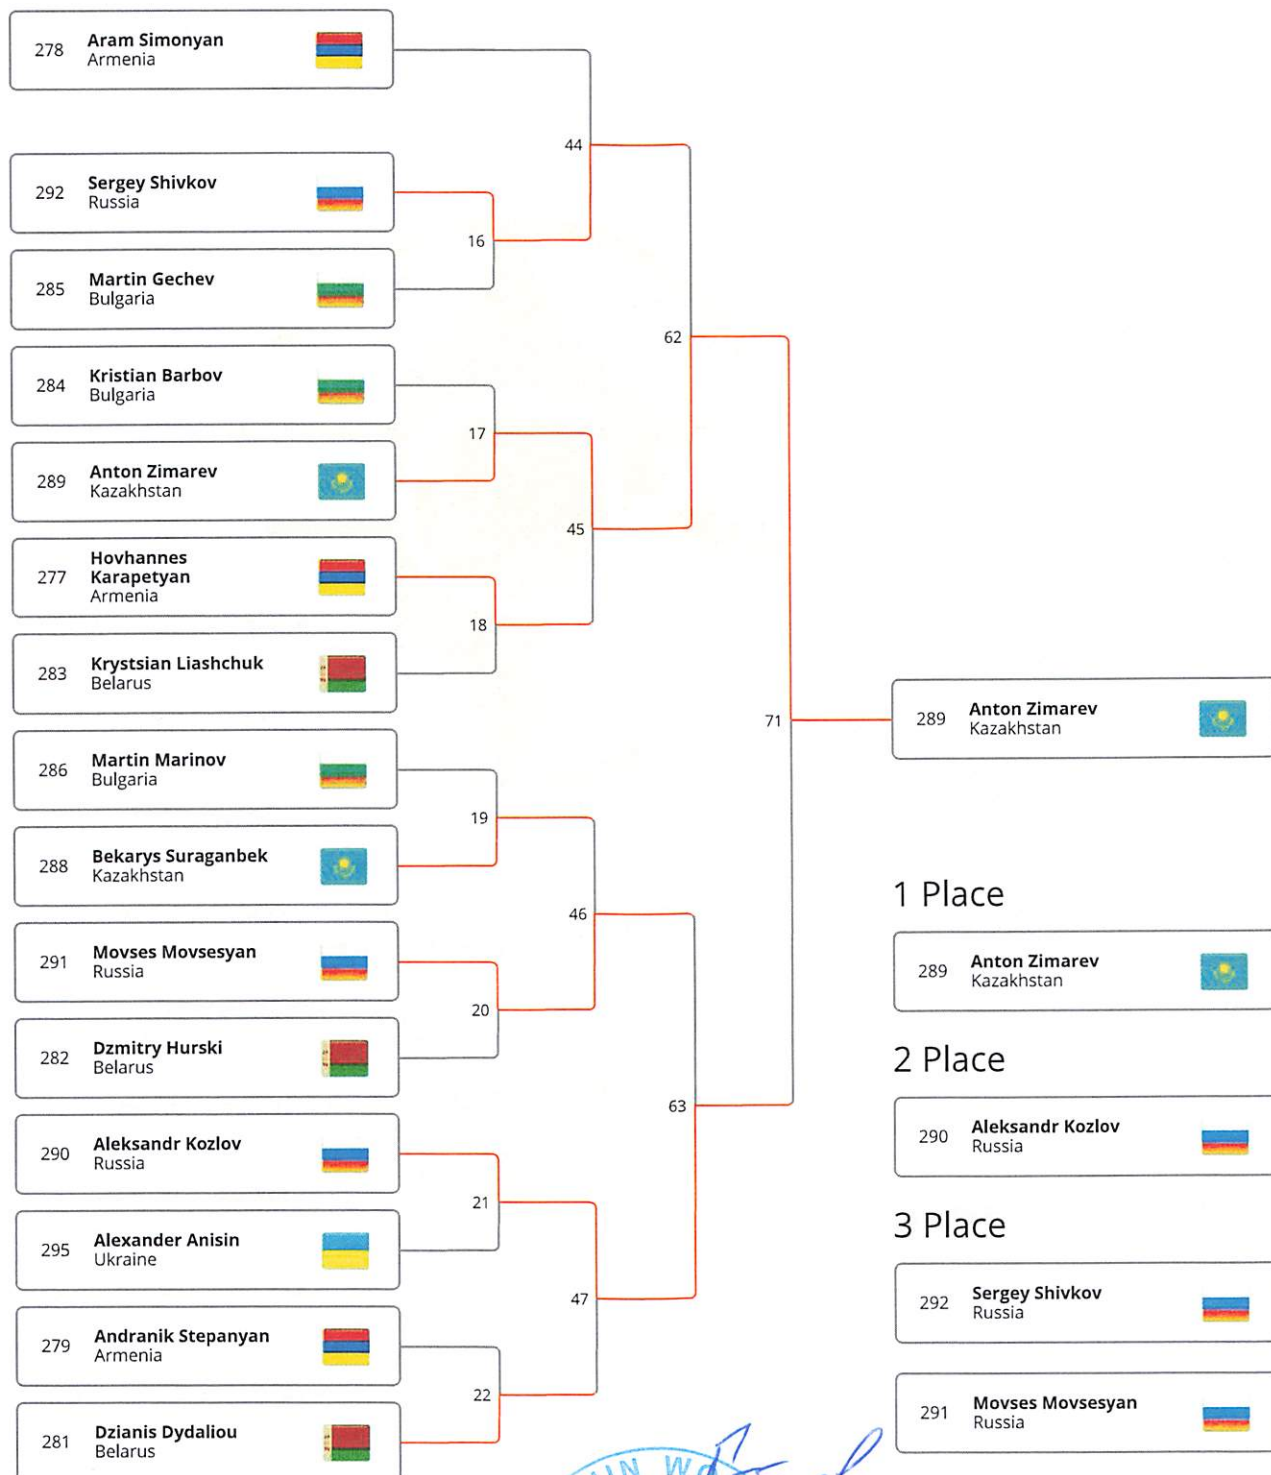 278 Aram Simonyan
Armenia
44
292 Sergey Shivkov
Russia
16
285 Martin Gechev
Bulgaria
62
284 Kristian Barbov
Bulgaria
17
289 Anton Zimarev
Kazakhstan
45
277 Hovhannes
Karapetyan
Armenia
18
283 Krystsian Liashchuk
Belarus
71
289 Anton Zimarev
Kazakhstan
286 Martin Marinov
Bulgaria
19
288 Bekarys Suraganbek
Kazakhstan
46
291 Movses Movsesyan
Russia
20
282 Dzmitry Hurski
Belarus
63
290 Aleksandr Kozlov
Russia
21
295 Alexander Anisin
Ukraine
47
279 Andranik Stepanyan
Armenia
22
281 Dzianis Dydaliou
Belarus
1 Place
289 Anton Zimarev
Kazakhstan
2 Place
290 Aleksandr Kozlov
Russia
3 Place
292 Sergey Shivkov
Russia
291 Movses Movsesyan
Russia